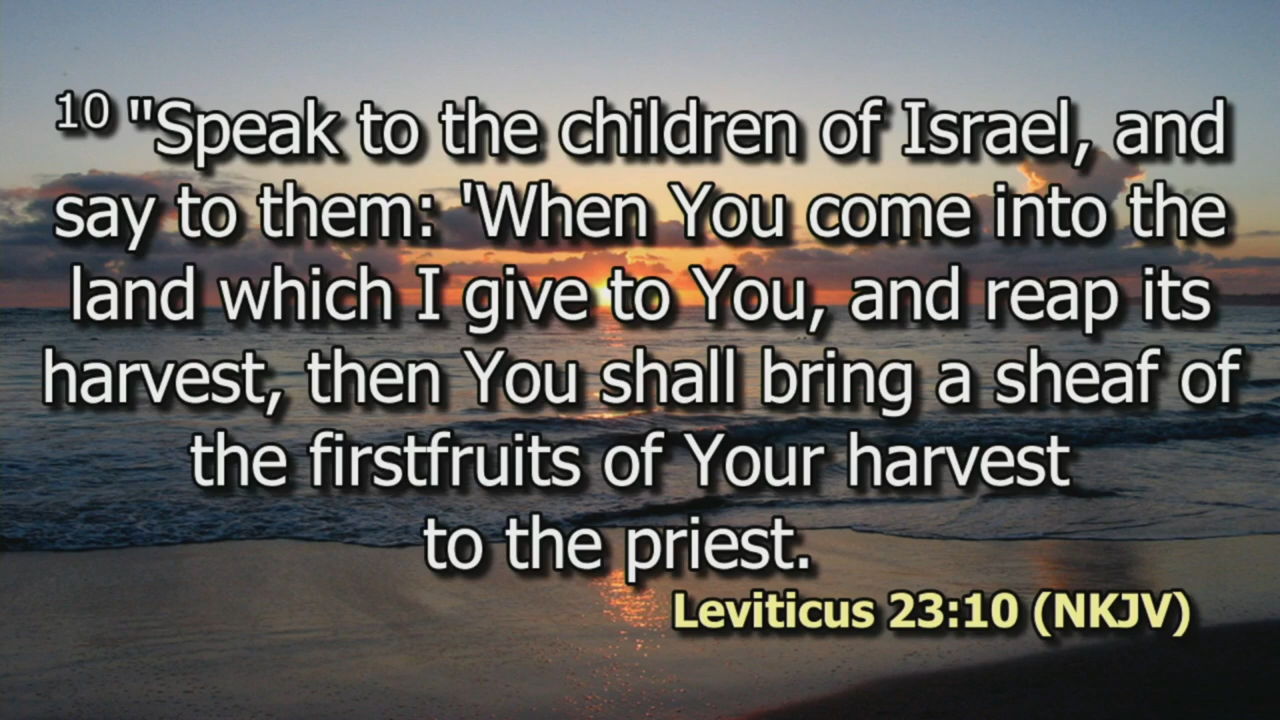 10 "Speak to the children of Israel, and
say to them: 'When You come into the
land which I give to You, and reap its
harvest, then You shall bring a sheaf of
the firstfruits of Your harvest
to the priest.
Leviticus 23:10 (NKJV)